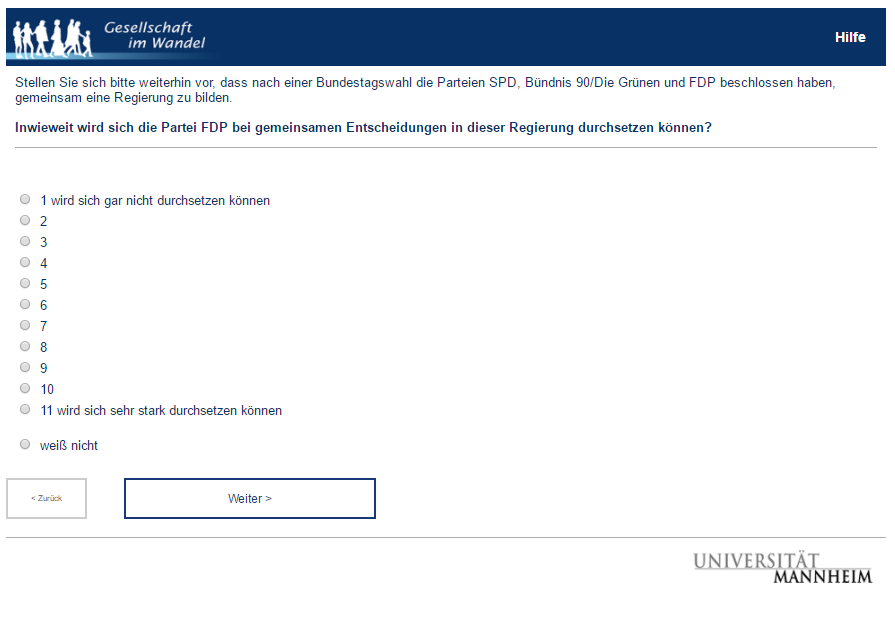 Gesellschaft
im Wandel
Hilfe
Stellen Sie sich bitte weiterhin vor, dass nach einer Bundestagswahl die Parteien SPD, Bündnis 90/Die Grünen und FDP beschlossen haben,
gemeinsam eine Regierung zu bilden.
Inwieweit wird sich die Partei FDP bei gemeinsamen Entscheidungen in dieser Regierung durchsetzen können?
1 wird sich gar nicht durchsetzen können
2
3
4
5
6
7
8
9
10
11 wird sich sehr stark durchsetzen können
weiß nicht
< Zurück
Weiter >
UNIVERSITÄT
MANNHEIM